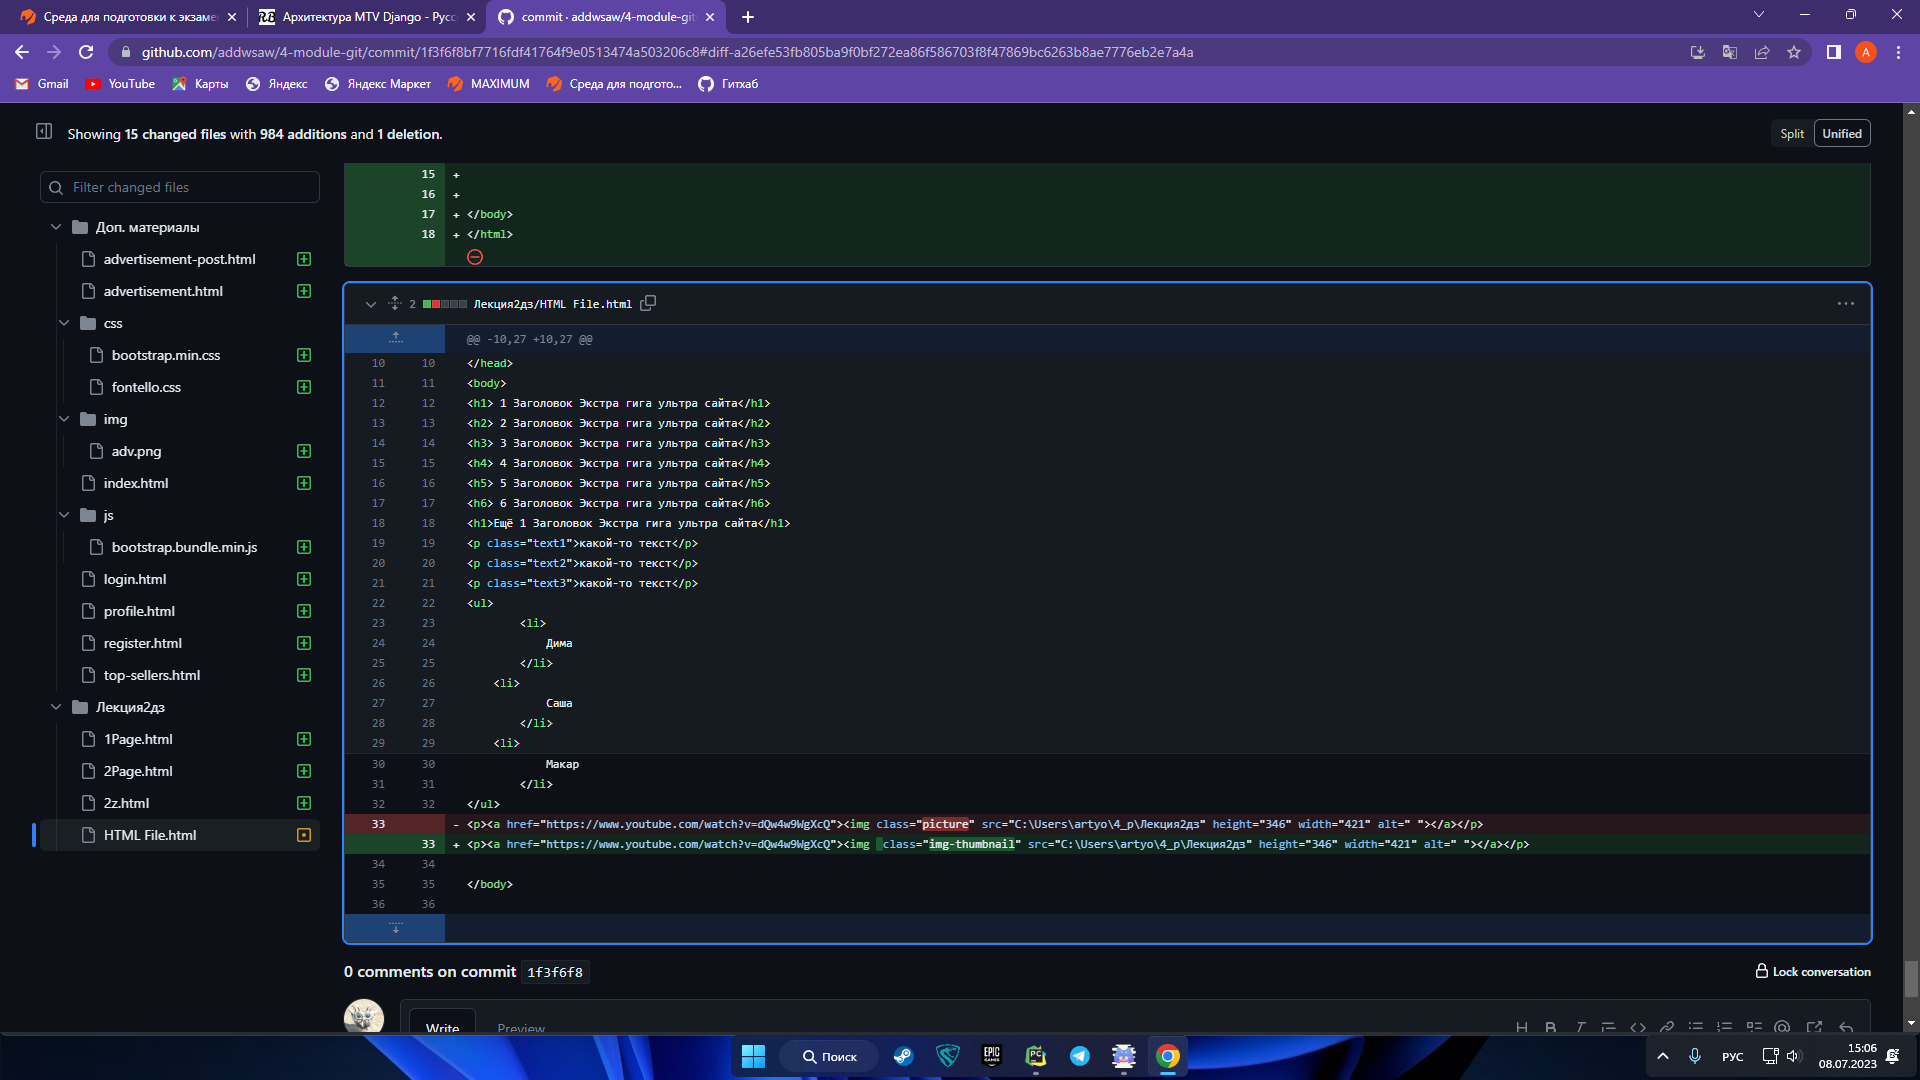 Среда для подготовки к экзаме
Архитектура MTV Django - Русс
commit · addwsaw/4-module-git
github.com/addwsaw/4-module-git/commit/1f3f6f8bf7716fdf41764f9e0513474a503206c8#diff-a26efe53fb805ba9f0bf272ea86f586703f8f47869bc6263b8ae7776eb2e7a4a
A
Gmail
YouTube
Карты
Яндекс
Яндекс Маркет
MAXIMUM
Среда для подгото...
Гитхаб
Showing 15 changed files with 984 additions and 1 deletion.
Split
Unified
Filter changed files
Доп. материалы
advertisement-post.html
advertisement.html
css
bootstrap.min.css
fontello.css
img
adv.png
index.html
js
bootstrap.bundle.min.js
login.html
profile.html
register.html
top-sellers.html
Лекция2дз
1Page.html
2Page.html
2z.html
HTML File.html
15 +
16 +
17 + </body>
18 + </html>
2 Лекция2дз/HTML File.html
@@ -10,27 +10,27 @@
10 10 </head>
11 11 <body>
12 12 <h1> 1 Заголовок Экстра гига ультра сайта</h1>
13 13 <h2> 2 Заголовок Экстра гига ультра сайта</h2>
14 14 <h3> 3 Заголовок Экстра гига ультра сайта</h3>
15 15 <h4> 4 Заголовок Экстра гига ультра сайта</h4>
16 16 <h5> 5 Заголовок Экстра гига ультра сайта</h5>
17 17 <h6> 6 Заголовок Экстра гига ультра сайта</h6>
18 18 <h1>Ещё 1 Заголовок Экстра гига ультра сайта</h1>
19 19 <p class="text1">какой-то текст</p>
20 20 <p class="text2">какой-то текст</p>
21 21 <p class="text3">какой-то текст</p>
22 22 <ul>
23 23 <li>
24 24 Дима
25 25 </li>
26 26 <li>
27 27 Саша
28 28 </li>
29 29 <li>
30 30 Макар
31 31 </li>
32 32 </ul>
33 - <p><a href="https://www.youtube.com/watch?v=dQw4w9WgXcQ"><img class="picture" src="C:\Users\artyo\4_p\Лекция2дз" height="346" width="421" alt=" "></a></p>
33 + <p><a href="https://www.youtube.com/watch?v=dQw4w9WgXcQ"><img  class="img-thumbnail" src="C:\Users\artyo\4_p\Лекция2дз" height="346" width="421" alt=" "></a></p>
34 34
35 35 </body>
36 36
0 comments on commit 1f3f6f8
Lock conversation
Write
Preview
Поиск
EPIC GAMES
PC
РУС
15:06
08.07.2023